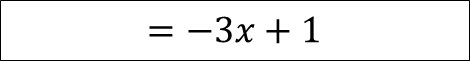 = −3x + 1